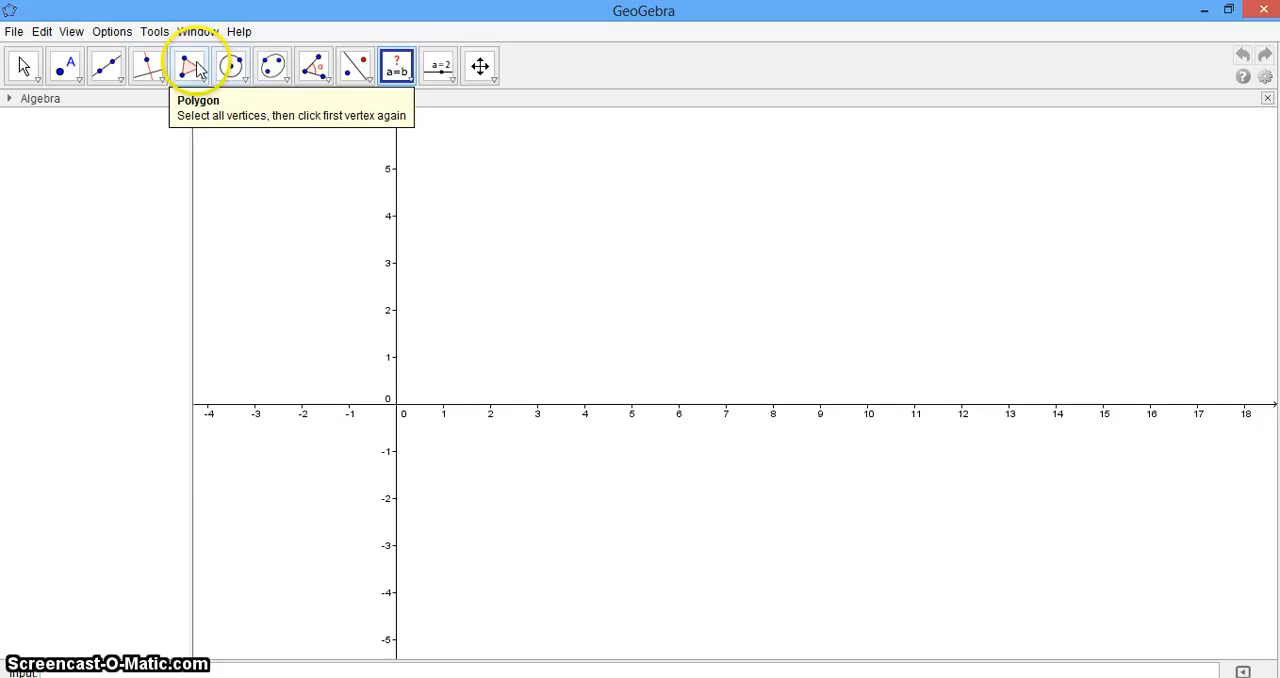 GeoGebra
File Edit View Options Tools Window Help
A
α
?
a=b
a=2
?
Algebra
Polygon
Select all vertices, then click first vertex again
5
4
3
2
1
0
-4 -3 -2 -1 0 1 2 3 4 5 6 7 8 9 10 11 12 13 14 15 16 17 18
-1
-2
-3
-4
-5
Screencast-O-Matic.com
Input: